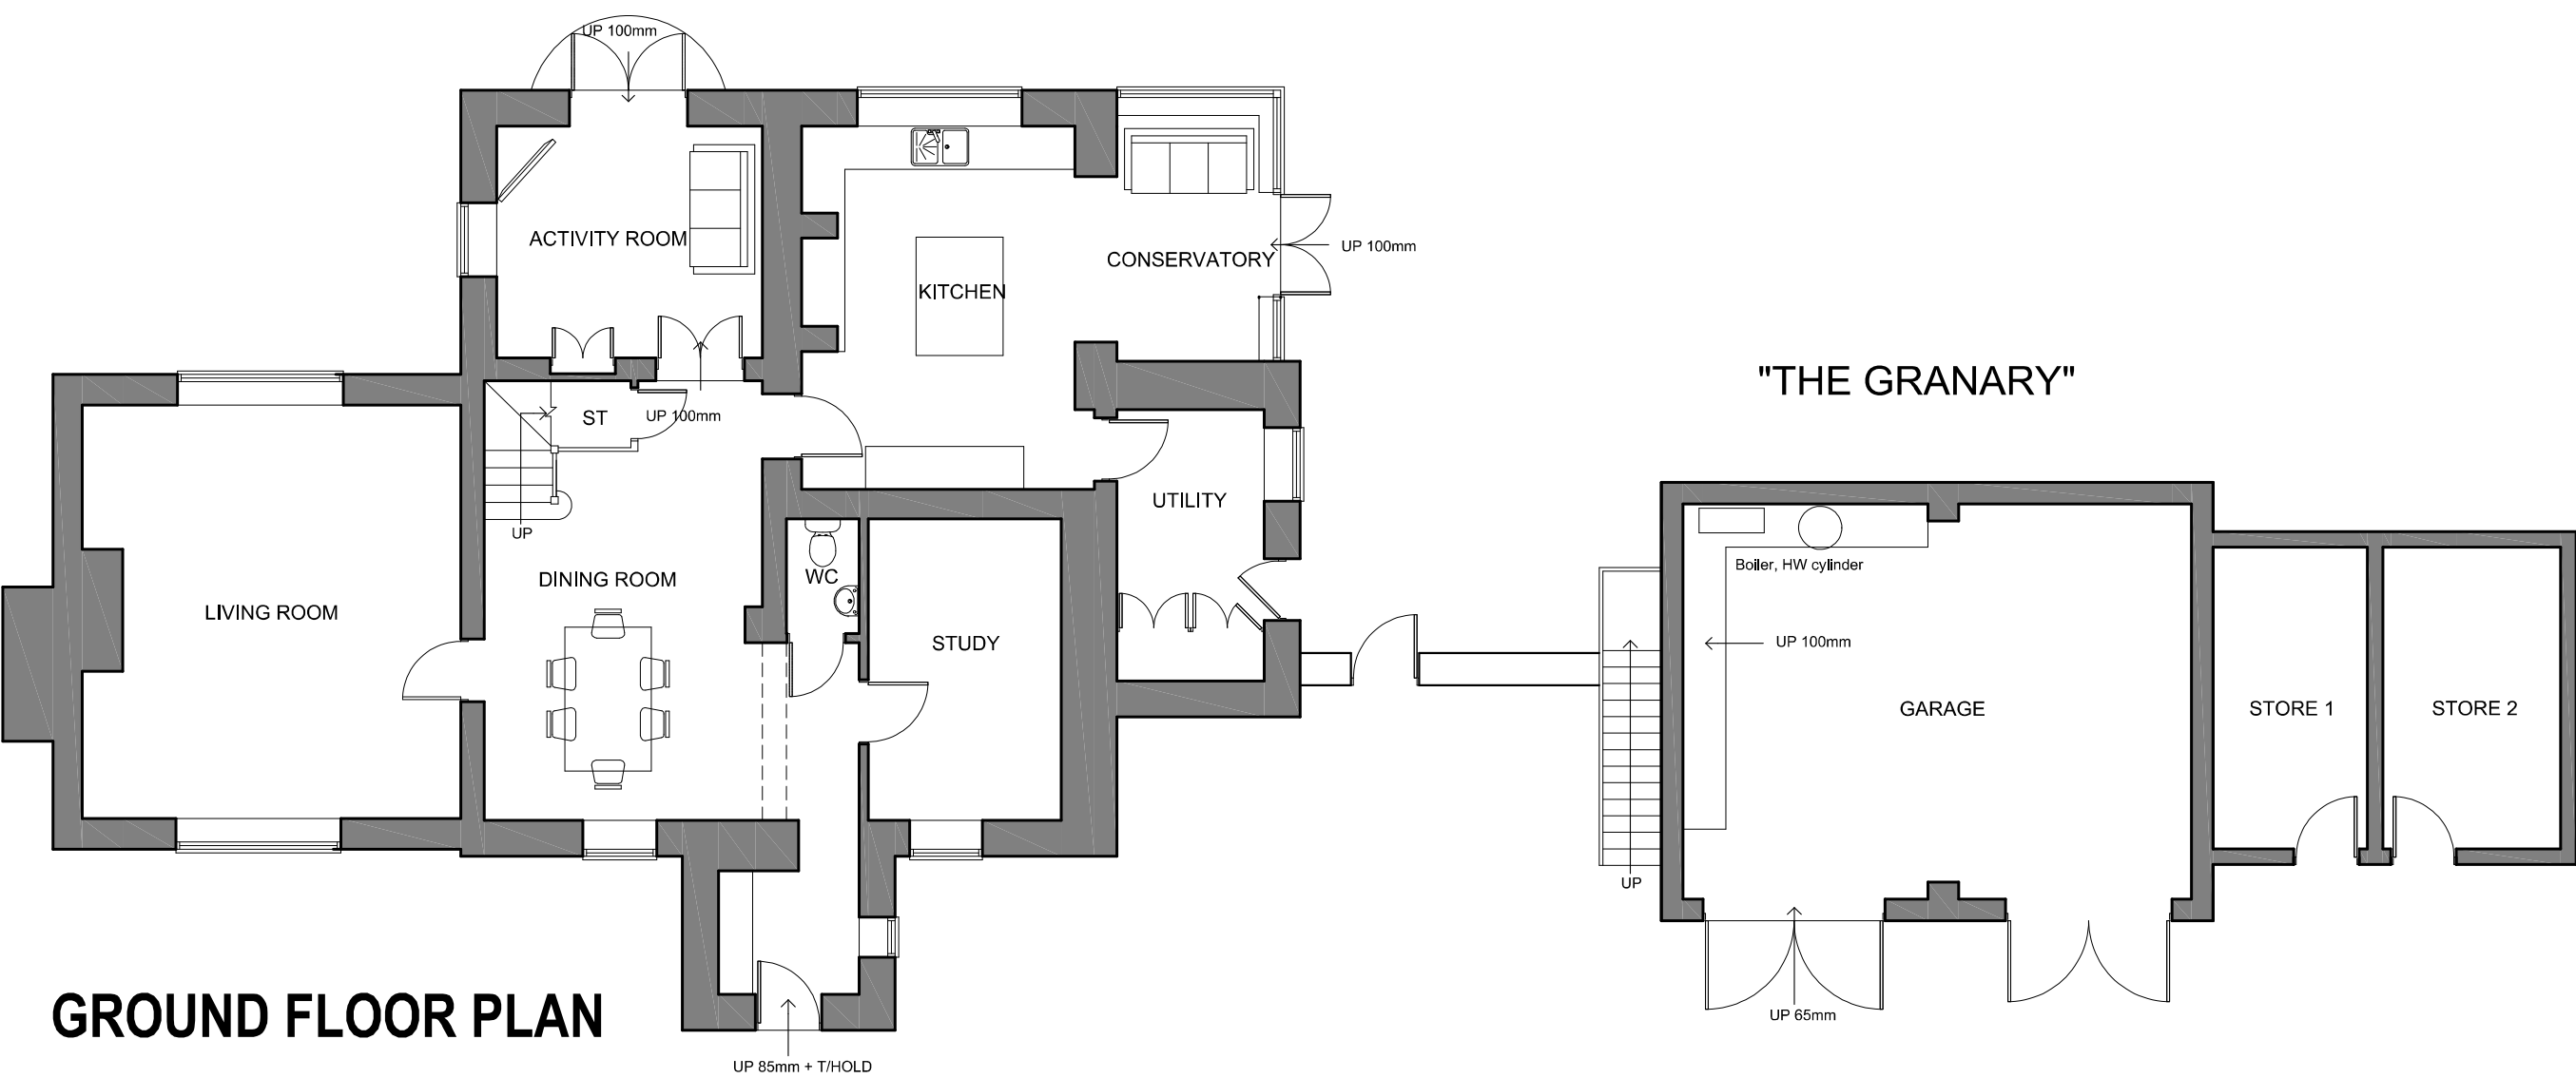 UP 100mm
ACTIVITY ROOM
CONSERVATORY
UP 100mm
KITCHEN
"THE GRANARY"
ST
UP 100mm
UTILITY
UP
WC
Boiler, HW cylinder
DINING ROOM
LIVING ROOM
STUDY
UP 100mm
GARAGE
STORE 1
STORE 2
UP
GROUND FLOOR PLAN
UP 65mm
UP 85mm + T/HOLD